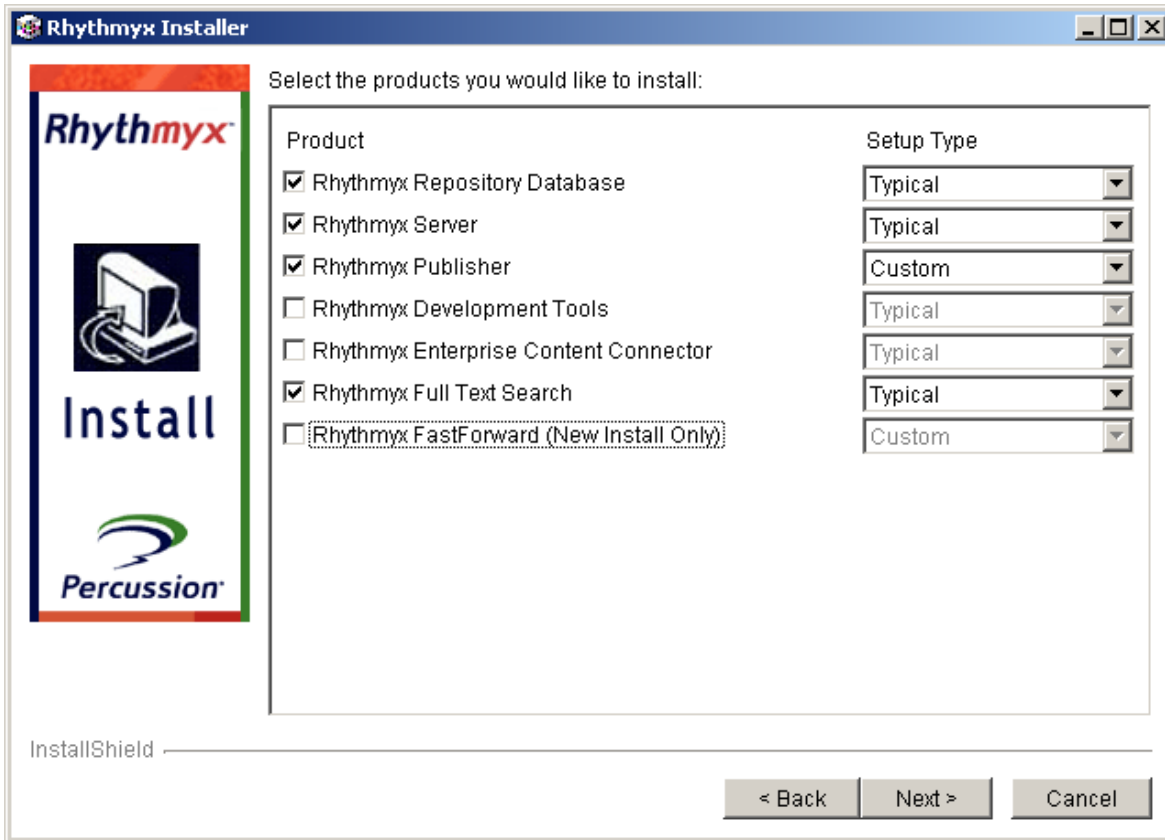 Rhythmyx Installer
Rhythmyx™
Install
Percussion
Select the products you would like to install:
Product Setup Type
Rhythmyx Repository Database Typical
Rhythmyx Server Typical
Rhythmyx Publisher Custom
Rhythmyx Development Tools Typical
Rhythmyx Enterprise Content Connector Typical
Rhythmyx Full Text Search Typical
Rhythmyx FastForward (New Install Only) Custom
InstallShield
< Back Next > Cancel